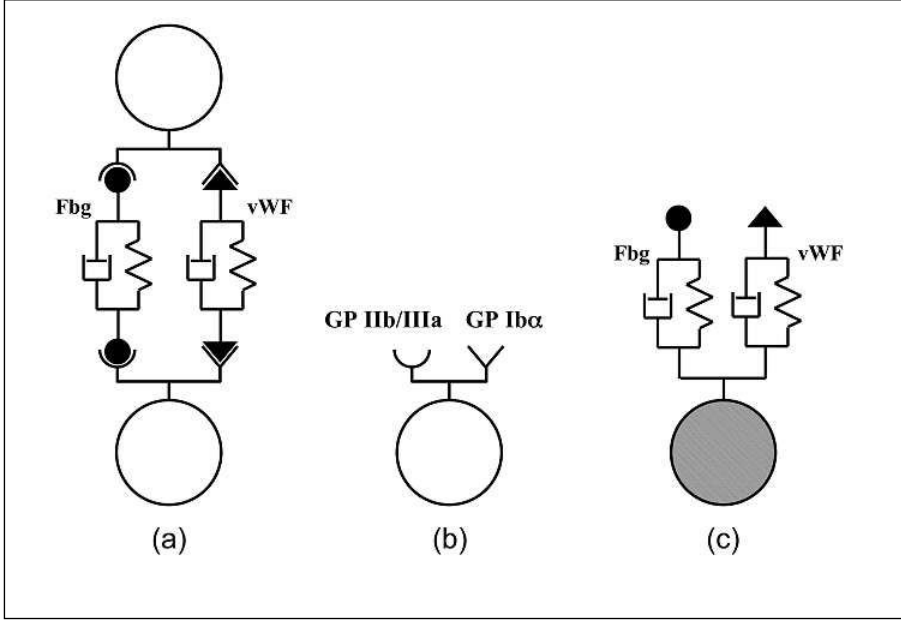 Fbg
vWF
GP IIb/IIIa
GP Ibα
Fbg
vWF
(a)
(b)
(c)